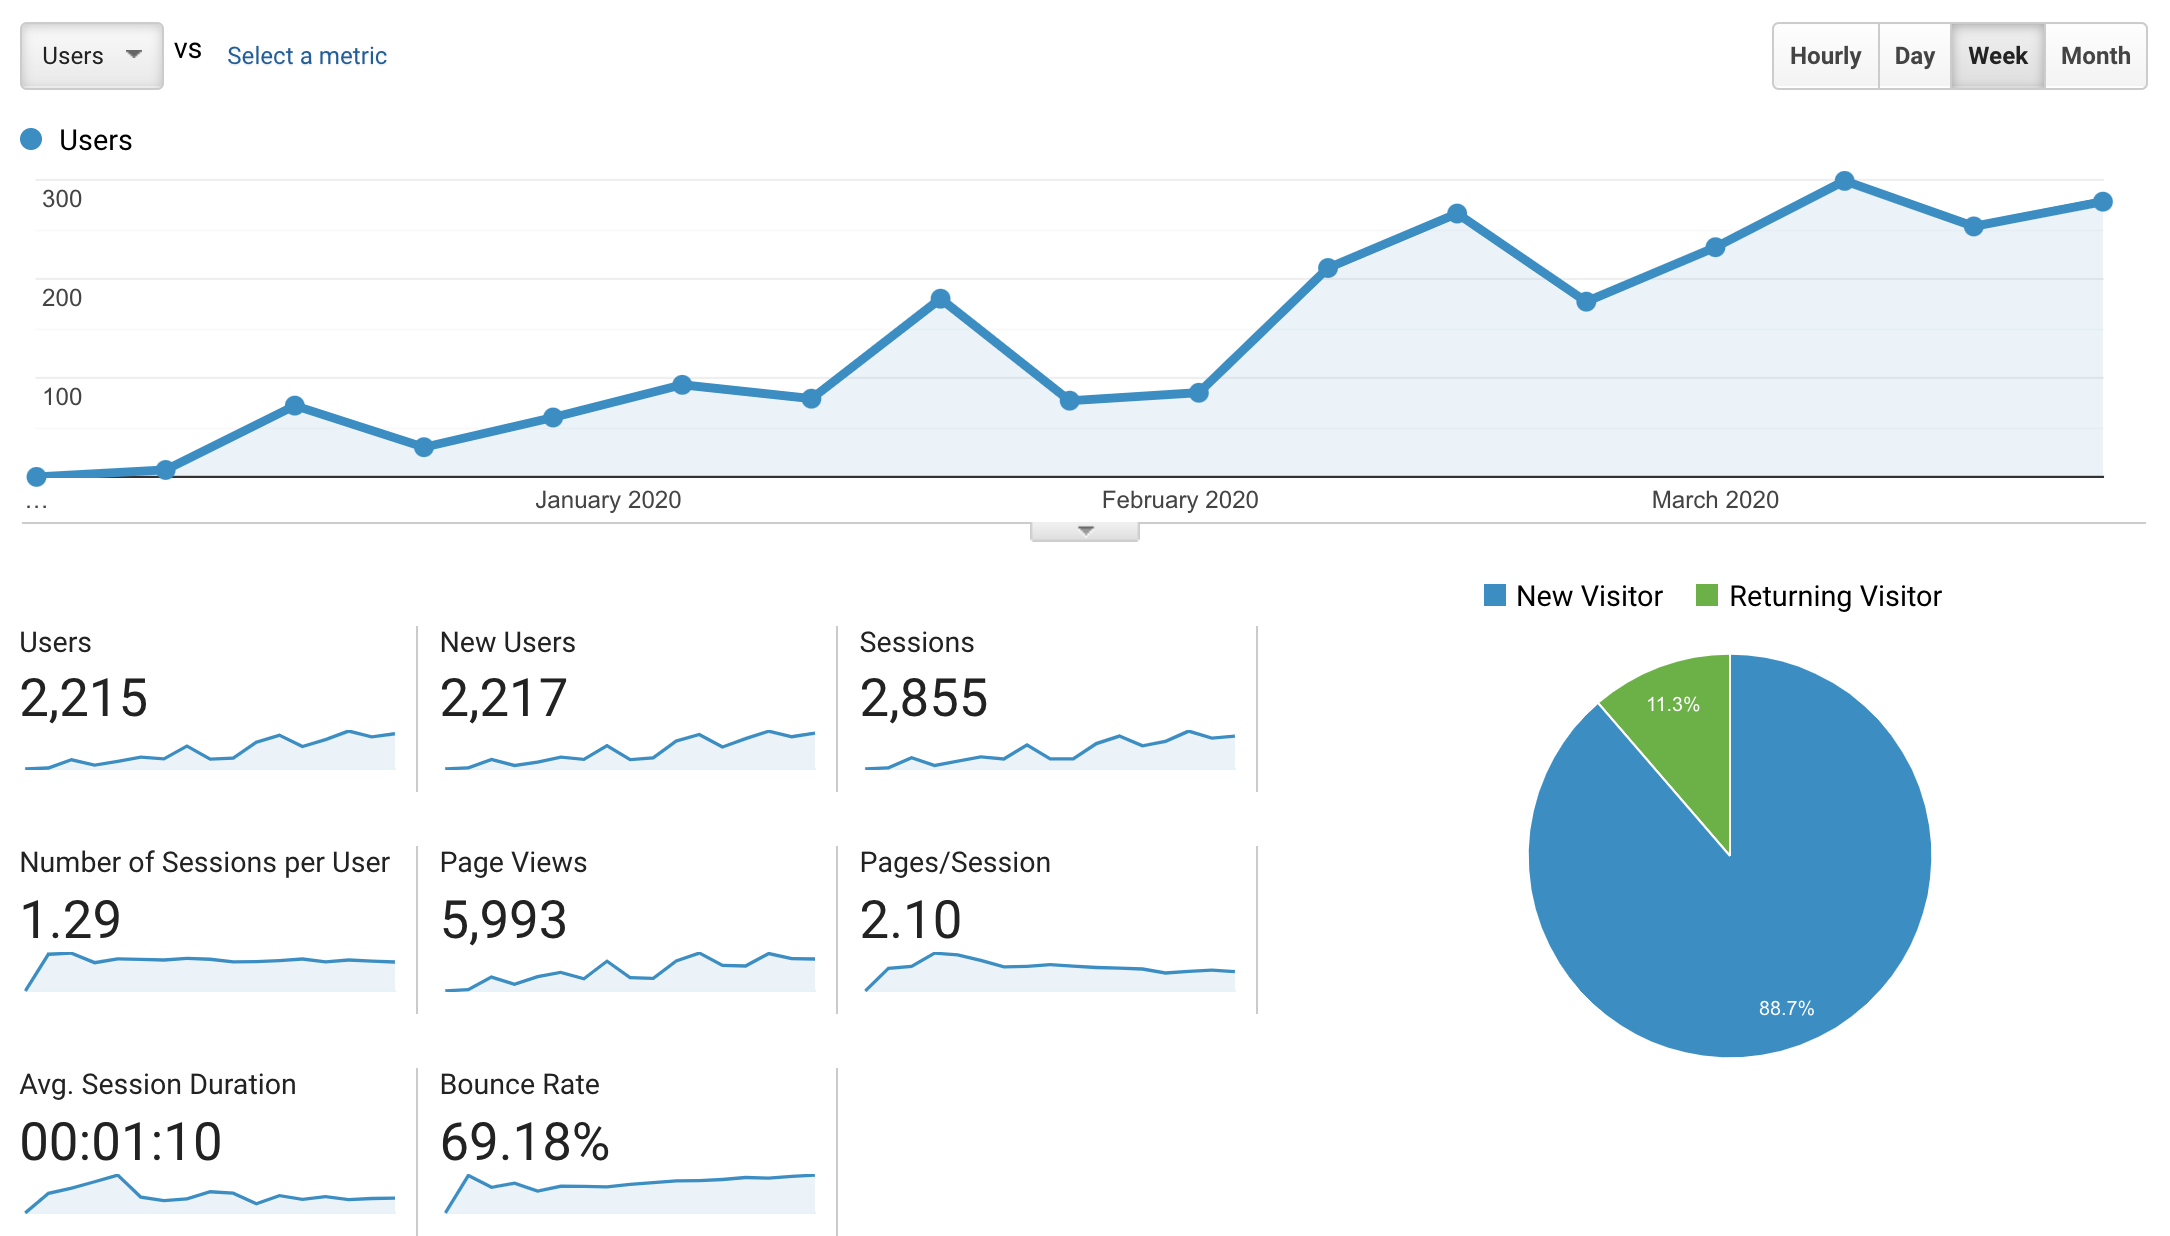 Users vs Select a metric
Hourly Day Week Month
Users
300
200
100
... January 2020 February 2020 March 2020
New Visitor Returning Visitor
Users
2,215
New Users
2,217
Sessions
2,855
Number of Sessions per User
1.29
Page Views
5,993
Pages/Session
2.10
Avg. Session Duration
00:01:10
Bounce Rate
69.18%
11.3%
88.7%